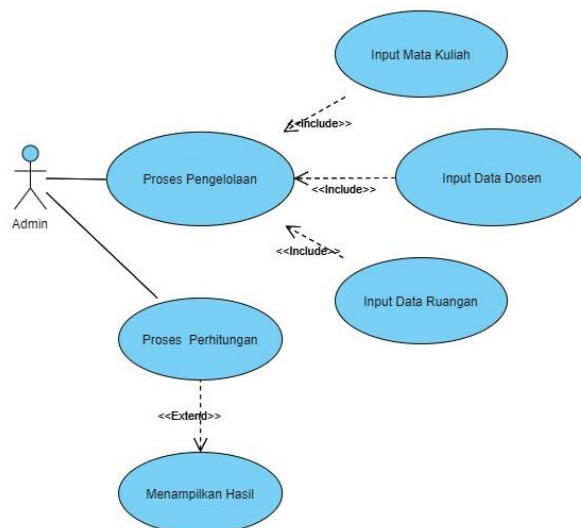 Input Mata Kuliah
<<Include>>
Proses Pengelolaan
Input Data Dosen
<<Include>>
Admin
<<Include>>
Input Data Ruangan
Proses Perhitungan
<<Extend>>
Menampilkan Hasil